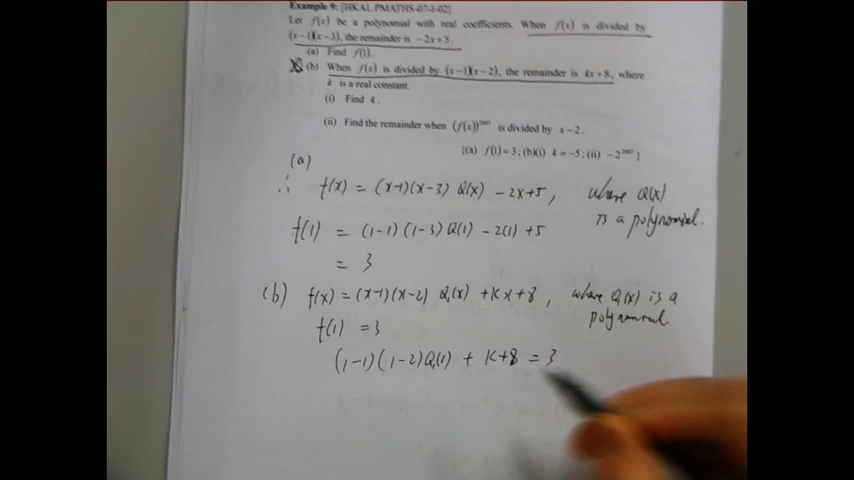 Example 9: [HKAL PMATHS-07-I-02]
Let f(x) be a polynomial with real coefficients. When f(x) is divided by
(x−1)(x−3), the remainder is −2x+5.
(a) Find f(1).
(b) When f(x) is divided by (x−1)(x−2), the remainder is kx+8, where
k is a real constant.
(i) Find k.
(ii) Find the remainder when (f(x))^2007 is divided by x−2.
{(a) f(1)=3; (b)(i) k=−5; (ii) −2^2007}
(a)
∴ f(x) = (x-1)(x-3) Q(x) - 2x+5, where Q(x)
is a polynomial.
f(1) = (1-1)(1-3)Q(1) - 2(1)+5
= 3
(b) f(x) = (x-1)(x-2) Q₁(x) + kx+8, where Q₁(x) is a
polynomial
f(1) = 3
(1-1)(1-2)Q₁(1) + k+8 = 3